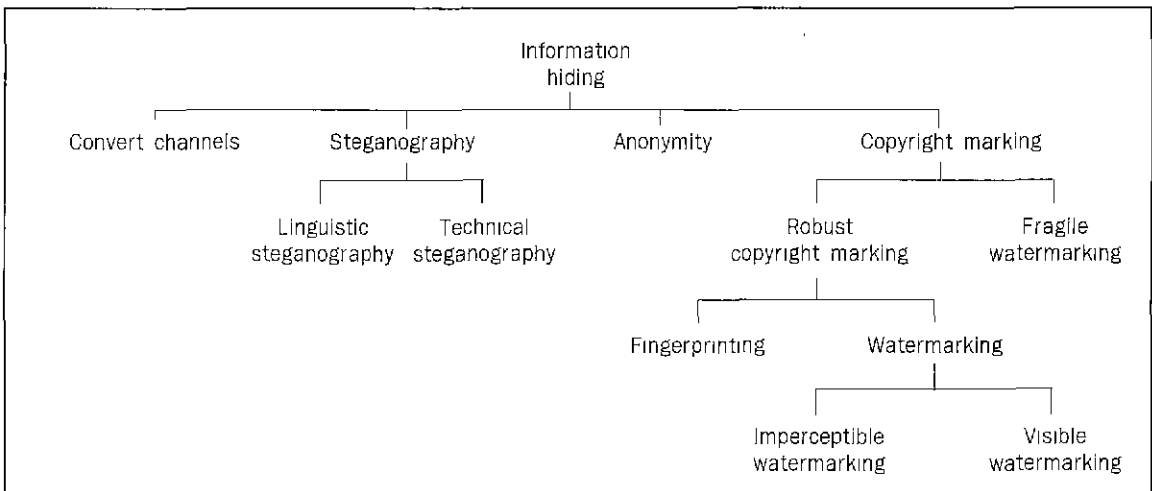 Information
hiding
Convert channels
Steganography
Anonymity
Copyright marking
Linguistic
steganography
Technical
steganography
Robust
copyright marking
Fragile
watermarking
Fingerprinting
Watermarking
Imperceptible
watermarking
Visible
watermarking